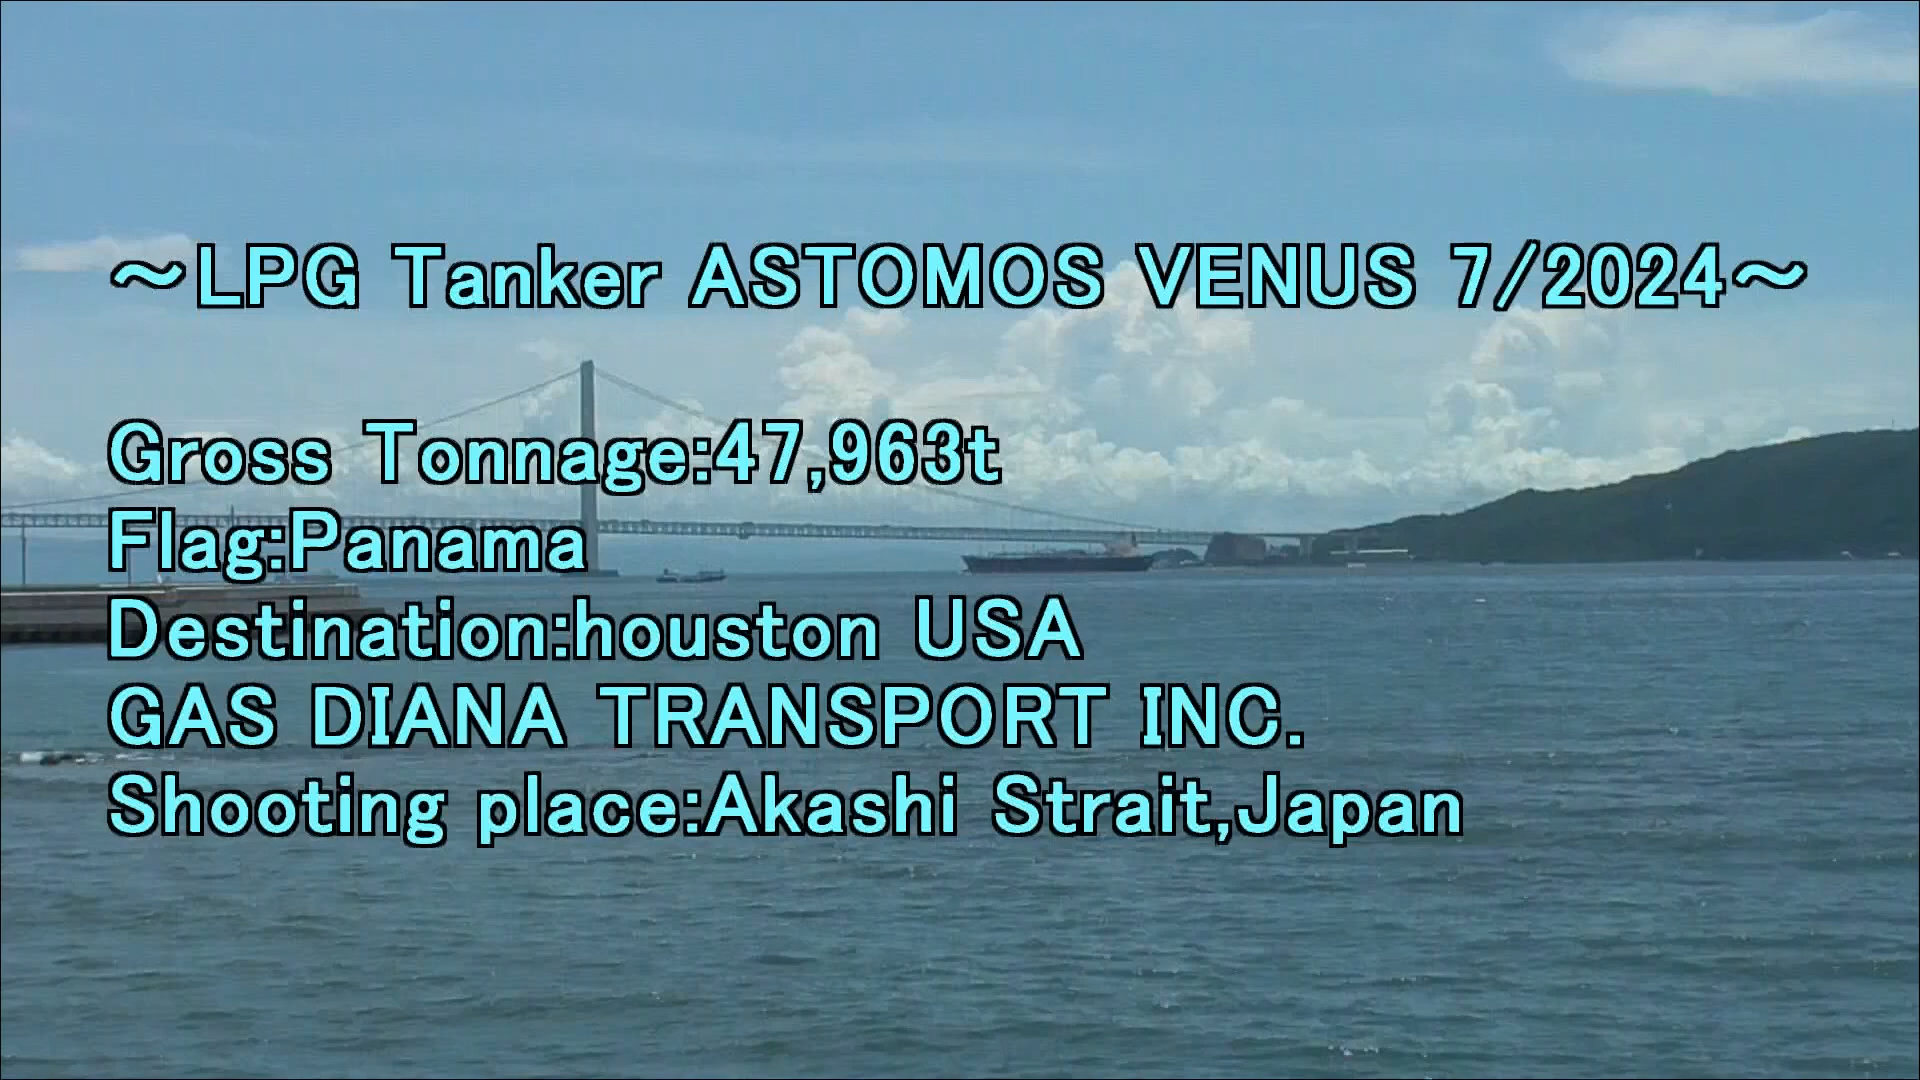 ～LPG Tanker ASTOMOS VENUS 7/2024～
Gross Tonnage:47,963t
Flag:Panama
Destination:houston USA
GAS DIANA TRANSPORT INC.
Shooting place:Akashi Strait,Japan